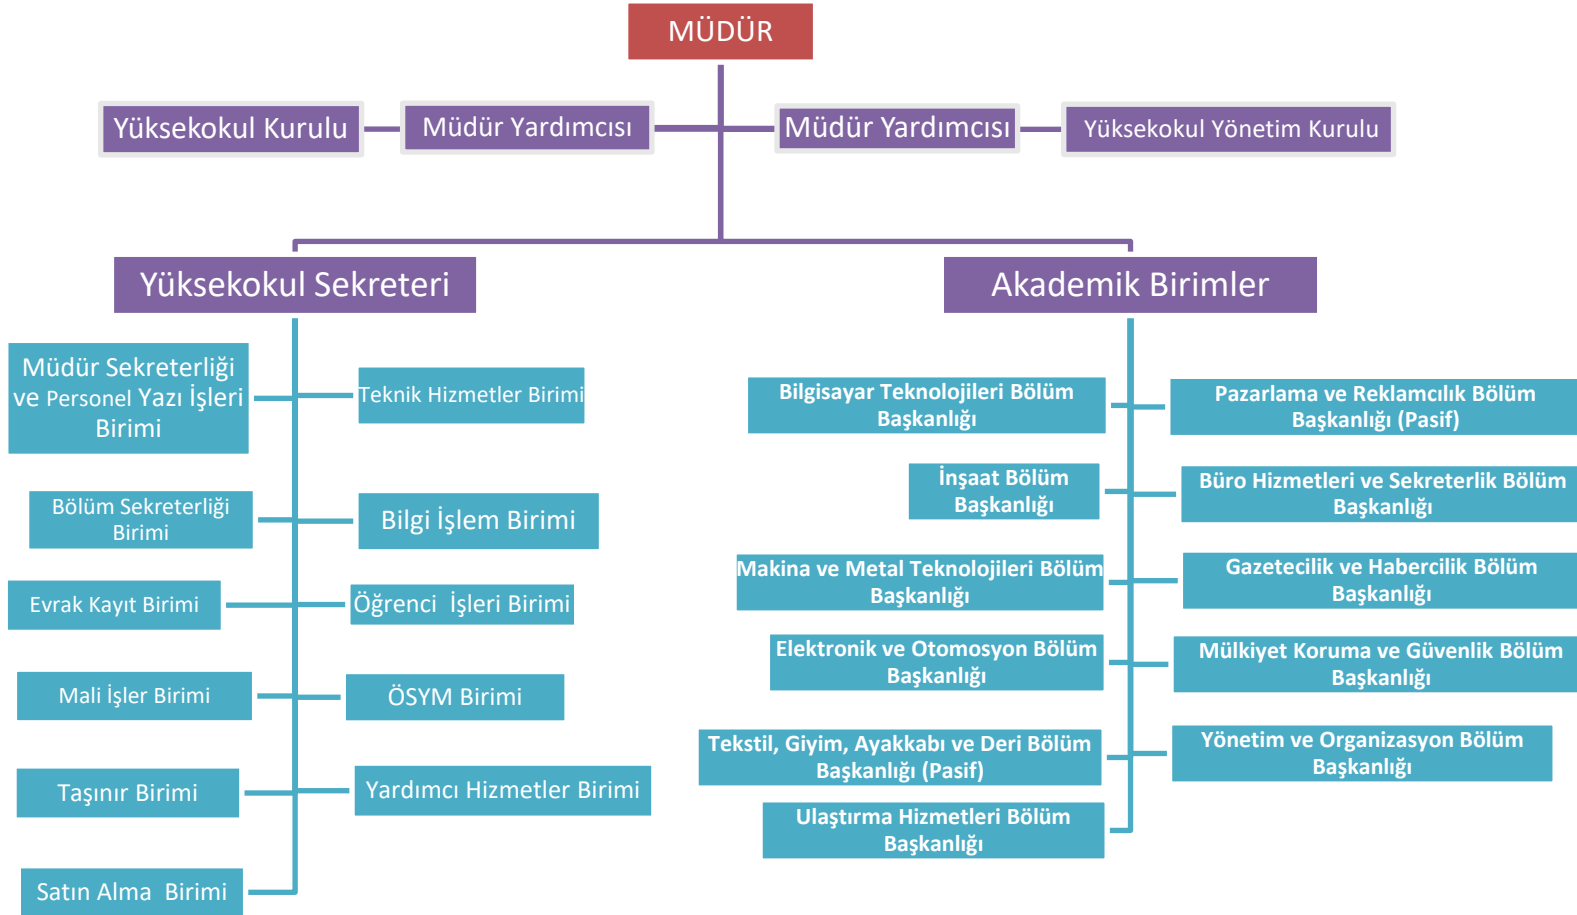 MÜDÜR
Yüksekokul Kurulu
Müdür Yardımcısı
Müdür Yardımcısı
Yüksekokul Yönetim Kurulu
Yüksekokul Sekreteri
Müdür Sekreterliği
ve Personel Yazı İşleri
Birimi
Teknik Hizmetler Birimi
Bölüm Sekreterliği
Birimi
Bilgi İşlem Birimi
Evrak Kayıt Birimi
Öğrenci İşleri Birimi
Mali İşler Birimi
ÖSYM Birimi
Taşınır Birimi
Yardımcı Hizmetler Birimi
Satın Alma Birimi
Akademik Birimler
Bilgisayar Teknolojileri Bölüm
Başkanlığı
Pazarlama ve Reklamcılık Bölüm
Başkanlığı (Pasif)
İnşaat Bölüm
Başkanlığı
Büro Hizmetleri ve Sekreterlik Bölüm
Başkanlığı
Makina ve Metal Teknolojileri Bölüm
Başkanlığı
Gazetecilik ve Habercilik Bölüm
Başkanlığı
Elektronik ve Otomosyon Bölüm
Başkanlığı
Mülkiyet Koruma ve Güvenlik Bölüm
Başkanlığı
Tekstil, Giyim, Ayakkabı ve Deri Bölüm
Başkanlığı (Pasif)
Yönetim ve Organizasyon Bölüm
Başkanlığı
Ulaştırma Hizmetleri Bölüm
Başkanlığı